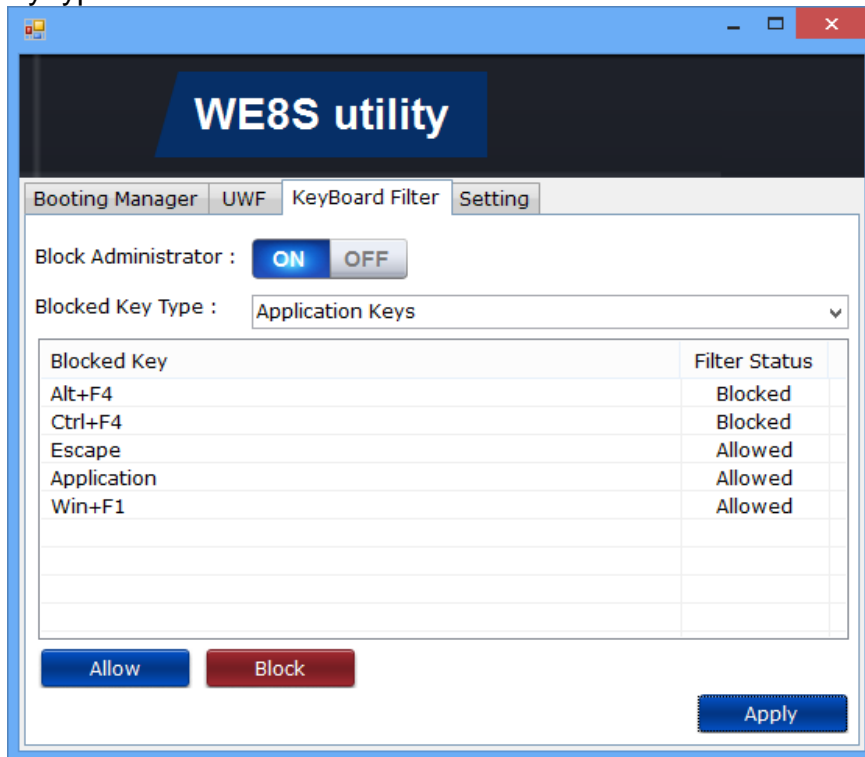 WE8S utility
Booting Manager UWF KeyBoard Filter Setting
Block Administrator : ON OFF
Blocked Key Type : Application Keys
Blocked Key Filter Status
Alt+F4 Blocked
Ctrl+F4 Blocked
Escape Allowed
Application Allowed
Win+F1 Allowed
Allow Block
Apply